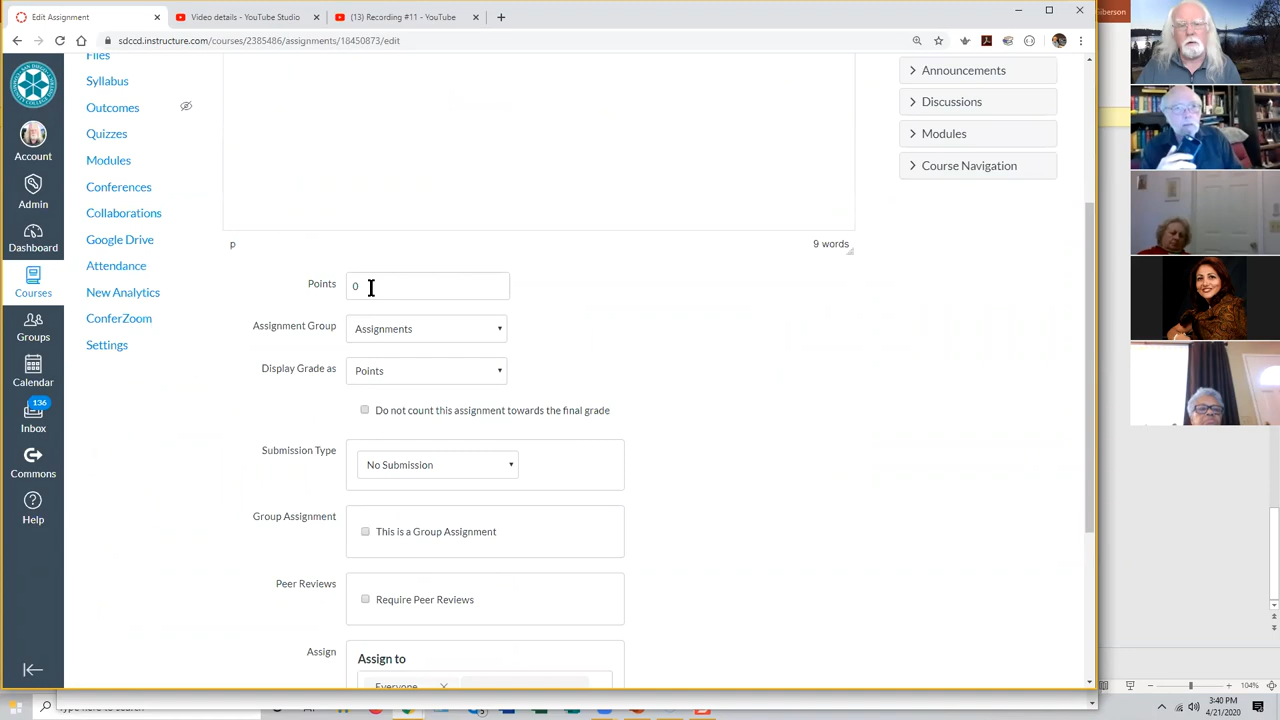 Edit Assignment
Video details - YouTube Studio
(13) Recording #11 - YouTube
sdccd.instructure.com/courses/2385486/assignments/18450873/edit
Account
Admin
Dashboard
Courses
Groups
Calendar
136
Inbox
Commons
Help
Files
Syllabus
Outcomes
Quizzes
Modules
Conferences
Collaborations
Google Drive
Attendance
New Analytics
ConferZoom
Settings
p
9 words
Points
0
Assignment Group
Assignments
Display Grade as
Points
Do not count this assignment towards the final grade
Submission Type
No Submission
Group Assignment
This is a Group Assignment
Peer Reviews
Require Peer Reviews
Assign
Assign to
Everyone
Announcements
Discussions
Modules
Course Navigation
104%
3:40 PM
4/21/2020